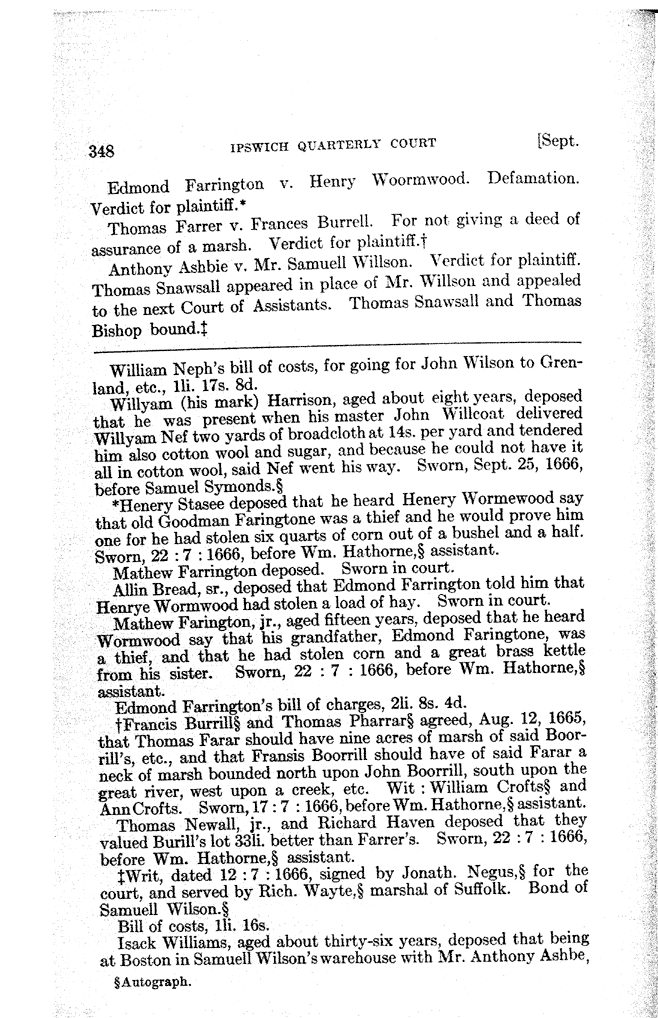 348 IPSWICH QUARTERLY COURT [Sept.
Edmond Farrington v. Henry Woormwood. Defamation.
Verdict for plaintiff.*
Thomas Farrer v. Frances Burrell. For not giving a deed of
assurance of a marsh. Verdict for plaintiff.†
Anthony Ashbie v. Mr. Samuell Willson. Verdict for plaintiff.
Thomas Snawsall appeared in place of Mr. Willson and appealed
to the next Court of Assistants. Thomas Snawsall and Thomas
Bishop bound.‡
William Neph's bill of costs, for going for John Wilson to Gren-
land, etc., 1li. 17s. 8d.
Willyam (his mark) Harrison, aged about eight years, deposed
that he was present when his master John Willcoat delivered
Willyam Nef two yards of broadcloth at 14s. per yard and tendered
him also cotton wool and sugar, and because he could not have it
all in cotton wool, said Nef went his way. Sworn, Sept. 25, 1666,
before Samuel Symonds.§
*Henery Stasee deposed that he heard Henery Wormewood say
that old Goodman Faringtone was a thief and he would prove him
one for he had stolen six quarts of corn out of a bushel and a half.
Sworn, 22 : 7 : 1666, before Wm. Hathorne,§ assistant.
Mathew Farrington deposed. Sworn in court.
Allin Bread, sr., deposed that Edmond Farrington told him that
Henrye Wormwood had stolen a load of hay. Sworn in court.
Mathew Farington, jr., aged fifteen years, deposed that he heard
Wormwood say that his grandfather, Edmond Faringtone, was
a thief, and that he had stolen corn and a great brass kettle
from his sister. Sworn, 22 : 7 : 1666, before Wm. Hathorne,§
assistant.
Edmond Farrington's bill of charges, 2li. 8s. 4d.
†Francis Burrill§ and Thomas Pharrar§ agreed, Aug. 12, 1665,
that Thomas Farar should have nine acres of marsh of said Boor-
rill's, etc., and that Fransis Boorrill should have of said Farar a
neck of marsh bounded north upon John Boorrill, south upon the
great river, west upon a creek, etc. Wit : William Crofts§ and
Ann Crofts. Sworn, 17 : 7 : 1666, before Wm. Hathorne,§ assistant.
Thomas Newall, jr., and Richard Haven deposed that they
valued Burill's lot 33li. better than Farrer's. Sworn, 22 : 7 : 1666,
before Wm. Hathorne,§ assistant.
‡Writ, dated 12 : 7 : 1666, signed by Jonath. Negus,§ for the
court, and served by Rich. Wayte,§ marshal of Suffolk. Bond of
Samuell Wilson.§
Bill of costs, 1li. 16s.
Isack Williams, aged about thirty-six years, deposed that being
at Boston in Samuell Wilson's warehouse with Mr. Anthony Ashbe,
§Autograph.